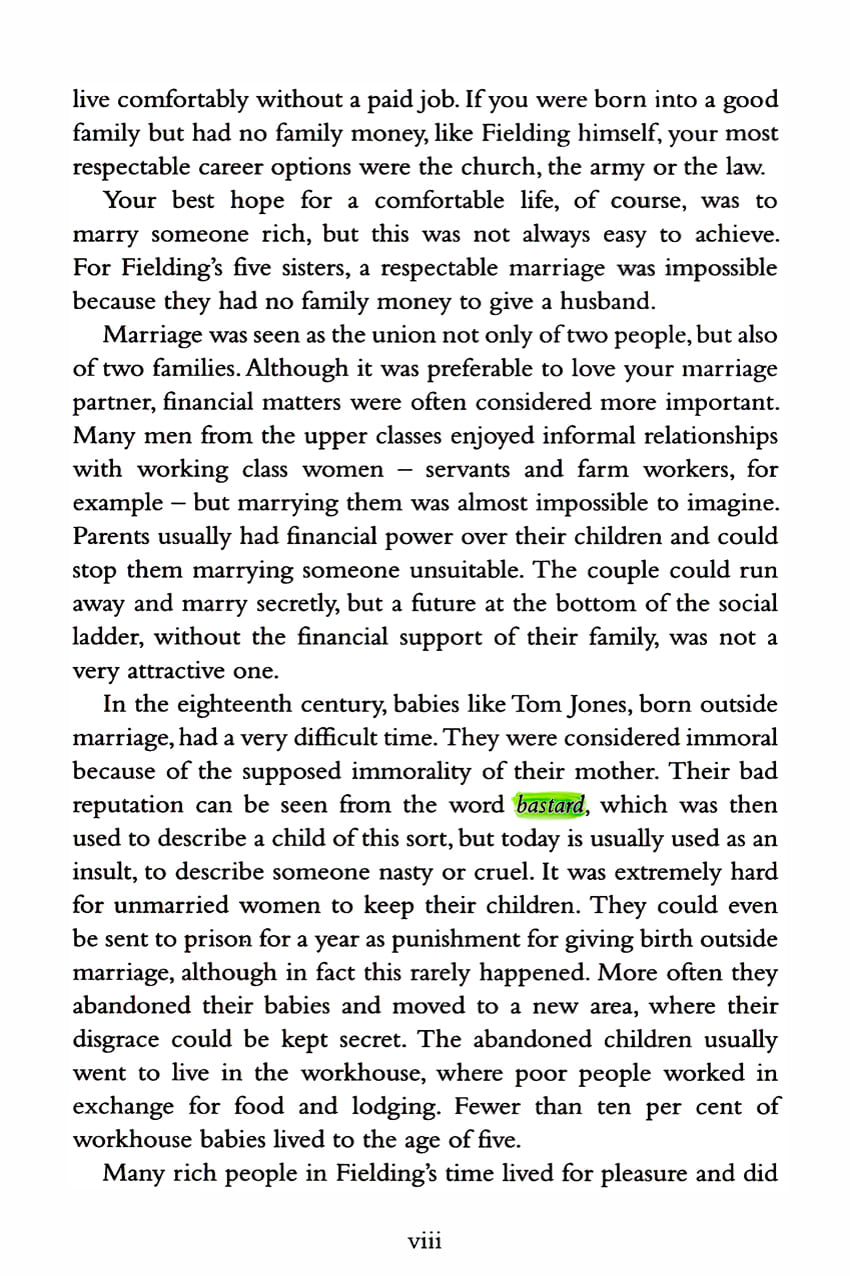 live comfortably without a paid job. If you were born into a good
family but had no family money, like Fielding himself, your most
respectable career options were the church, the army or the law.
Your best hope for a comfortable life, of course, was to
marry someone rich, but this was not always easy to achieve.
For Fielding's five sisters, a respectable marriage was impossible
because they had no family money to give a husband.
Marriage was seen as the union not only of two people, but also
of two families. Although it was preferable to love your marriage
partner, financial matters were often considered more important.
Many men from the upper classes enjoyed informal relationships
with working class women – servants and farm workers, for
example – but marrying them was almost impossible to imagine.
Parents usually had financial power over their children and could
stop them marrying someone unsuitable. The couple could run
away and marry secretly, but a future at the bottom of the social
ladder, without the financial support of their family, was not a
very attractive one.
In the eighteenth century, babies like Tom Jones, born outside
marriage, had a very difficult time. They were considered immoral
because of the supposed immorality of their mother. Their bad
reputation can be seen from the word bastard, which was then
used to describe a child of this sort, but today is usually used as an
insult, to describe someone nasty or cruel. It was extremely hard
for unmarried women to keep their children. They could even
be sent to prison for a year as punishment for giving birth outside
marriage, although in fact this rarely happened. More often they
abandoned their babies and moved to a new area, where their
disgrace could be kept secret. The abandoned children usually
went to live in the workhouse, where poor people worked in
exchange for food and lodging. Fewer than ten per cent of
workhouse babies lived to the age of five.
Many rich people in Fielding's time lived for pleasure and did
viii